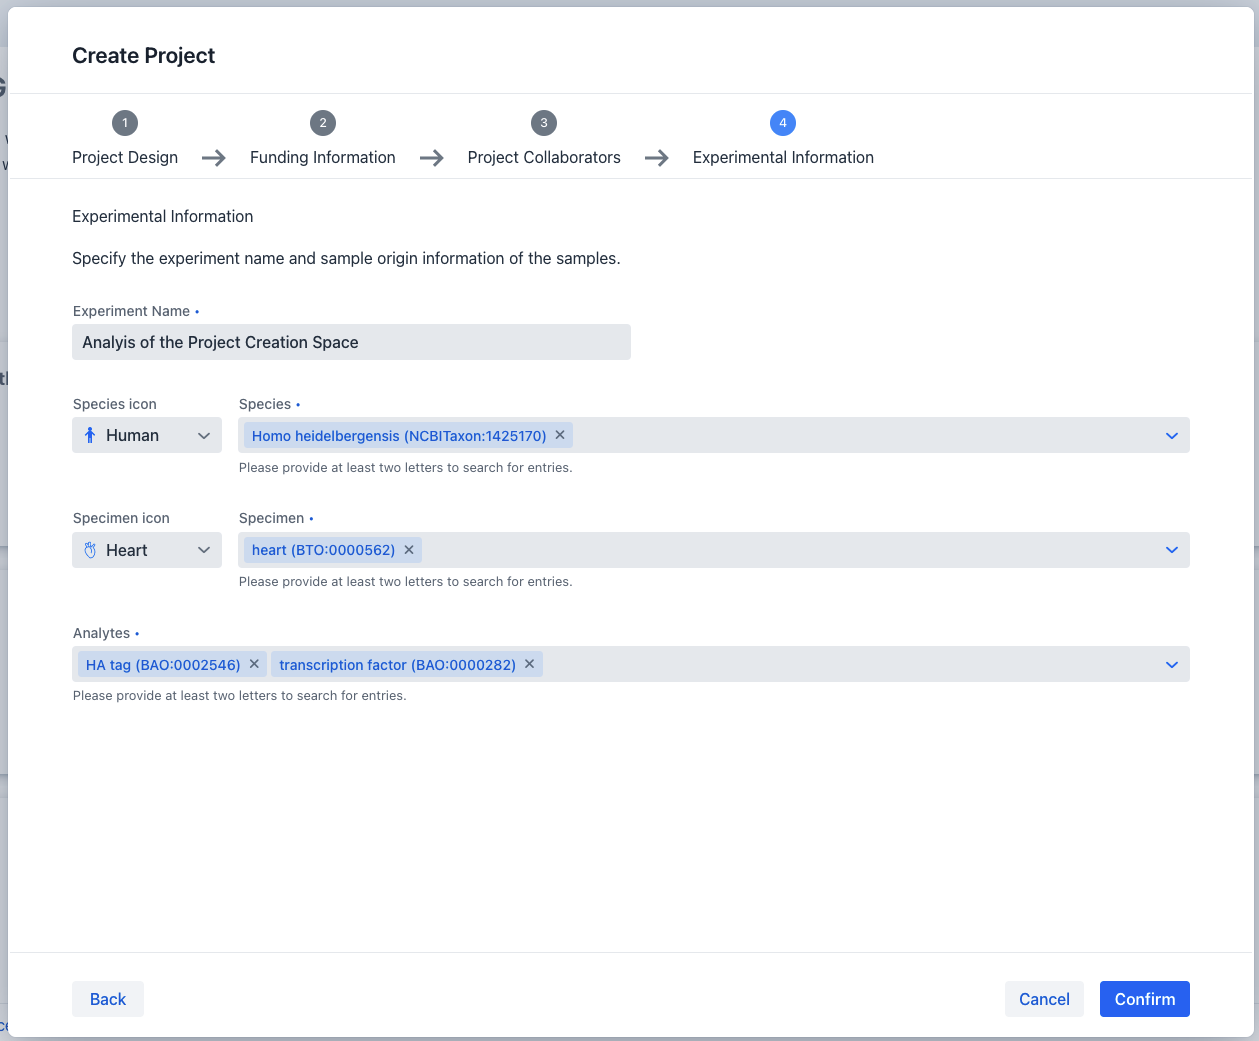 Create Project
1 2 3 4
Project Design Funding Information Project Collaborators Experimental Information
Experimental Information
Specify the experiment name and sample origin information of the samples.
Experiment Name •
Analyis of the Project Creation Space
Species icon Species •
Human Homo heidelbergensis (NCBITaxon:1425170) ✕
Please provide at least two letters to search for entries.
Specimen icon Specimen •
Heart heart (BTO:0000562) ✕
Please provide at least two letters to search for entries.
Analytes •
HA tag (BAO:0002546) ✕ transcription factor (BAO:0000282) ✕
Please provide at least two letters to search for entries.
Back Cancel Confirm